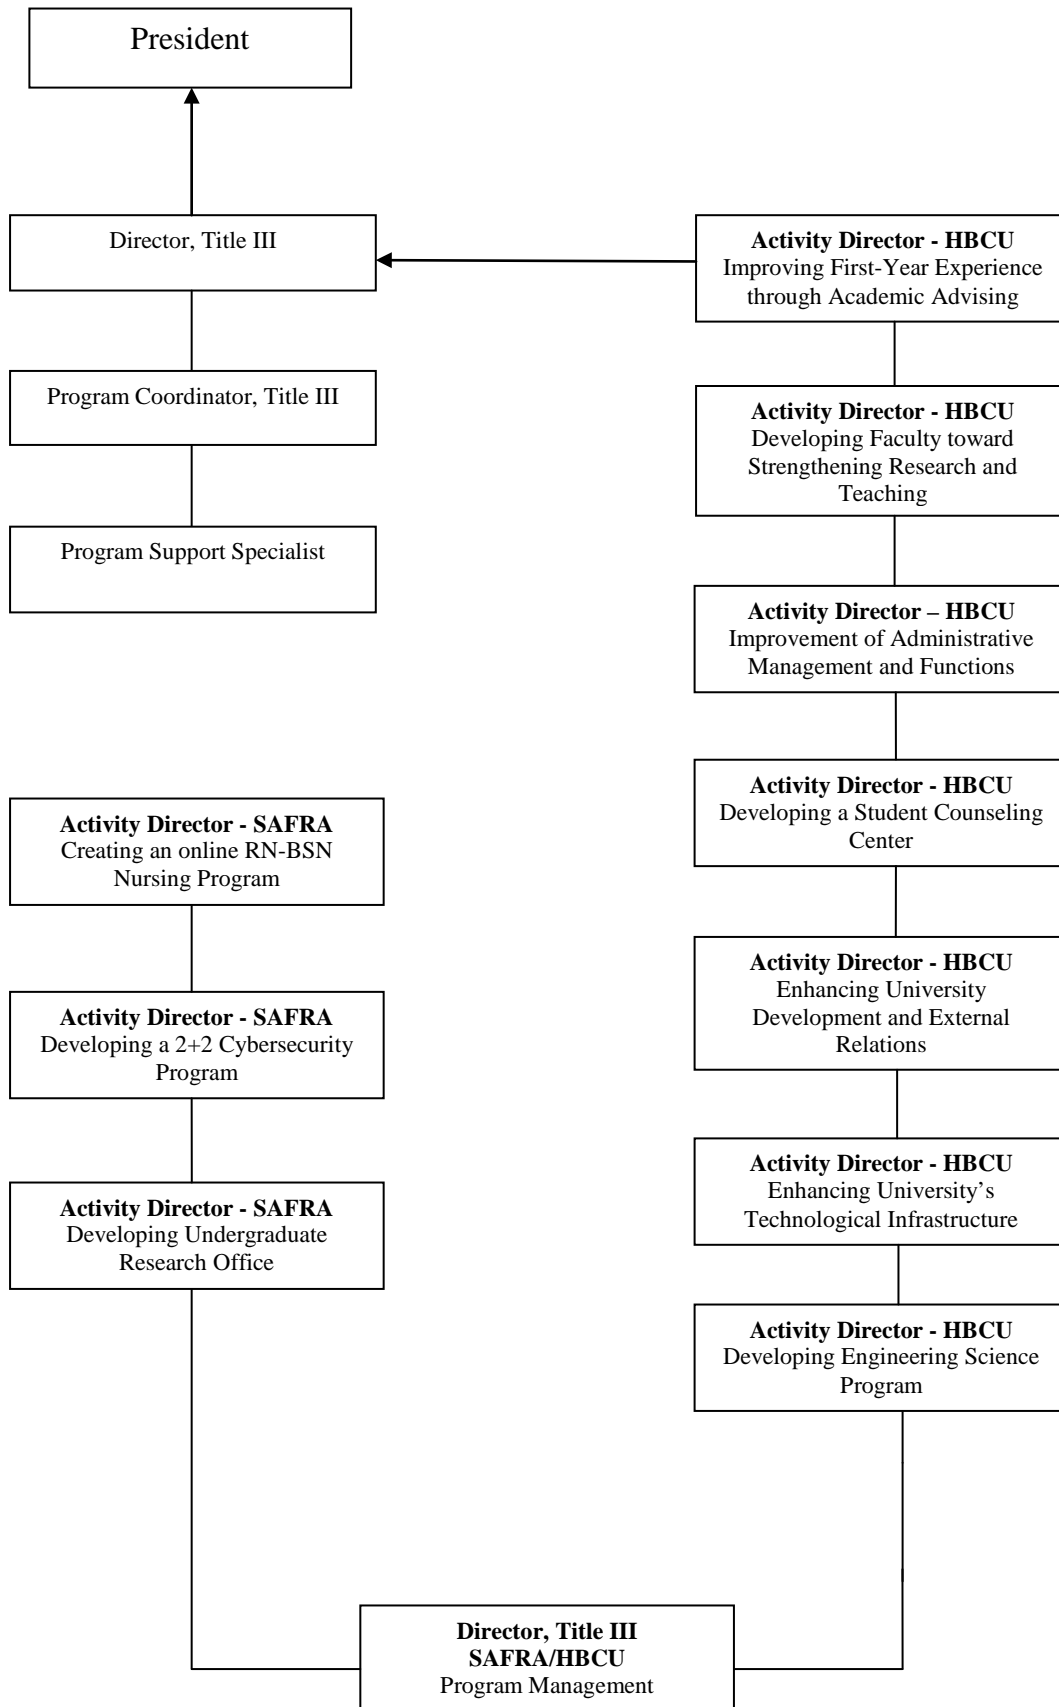 President
Director, Title III
Program Coordinator, Title III
Program Support Specialist
Activity Director - SAFRA
Creating an online RN-BSN
Nursing Program
Activity Director - SAFRA
Developing a 2+2 Cybersecurity
Program
Activity Director - SAFRA
Developing Undergraduate
Research Office
Activity Director - HBCU
Improving First-Year Experience
through Academic Advising
Activity Director - HBCU
Developing Faculty toward
Strengthening Research and
Teaching
Activity Director – HBCU
Improvement of Administrative
Management and Functions
Activity Director - HBCU
Developing a Student Counseling
Center
Activity Director - HBCU
Enhancing University
Development and External
Relations
Activity Director - HBCU
Enhancing University’s
Technological Infrastructure
Activity Director - HBCU
Developing Engineering Science
Program
Director, Title III
SAFRA/HBCU
Program Management